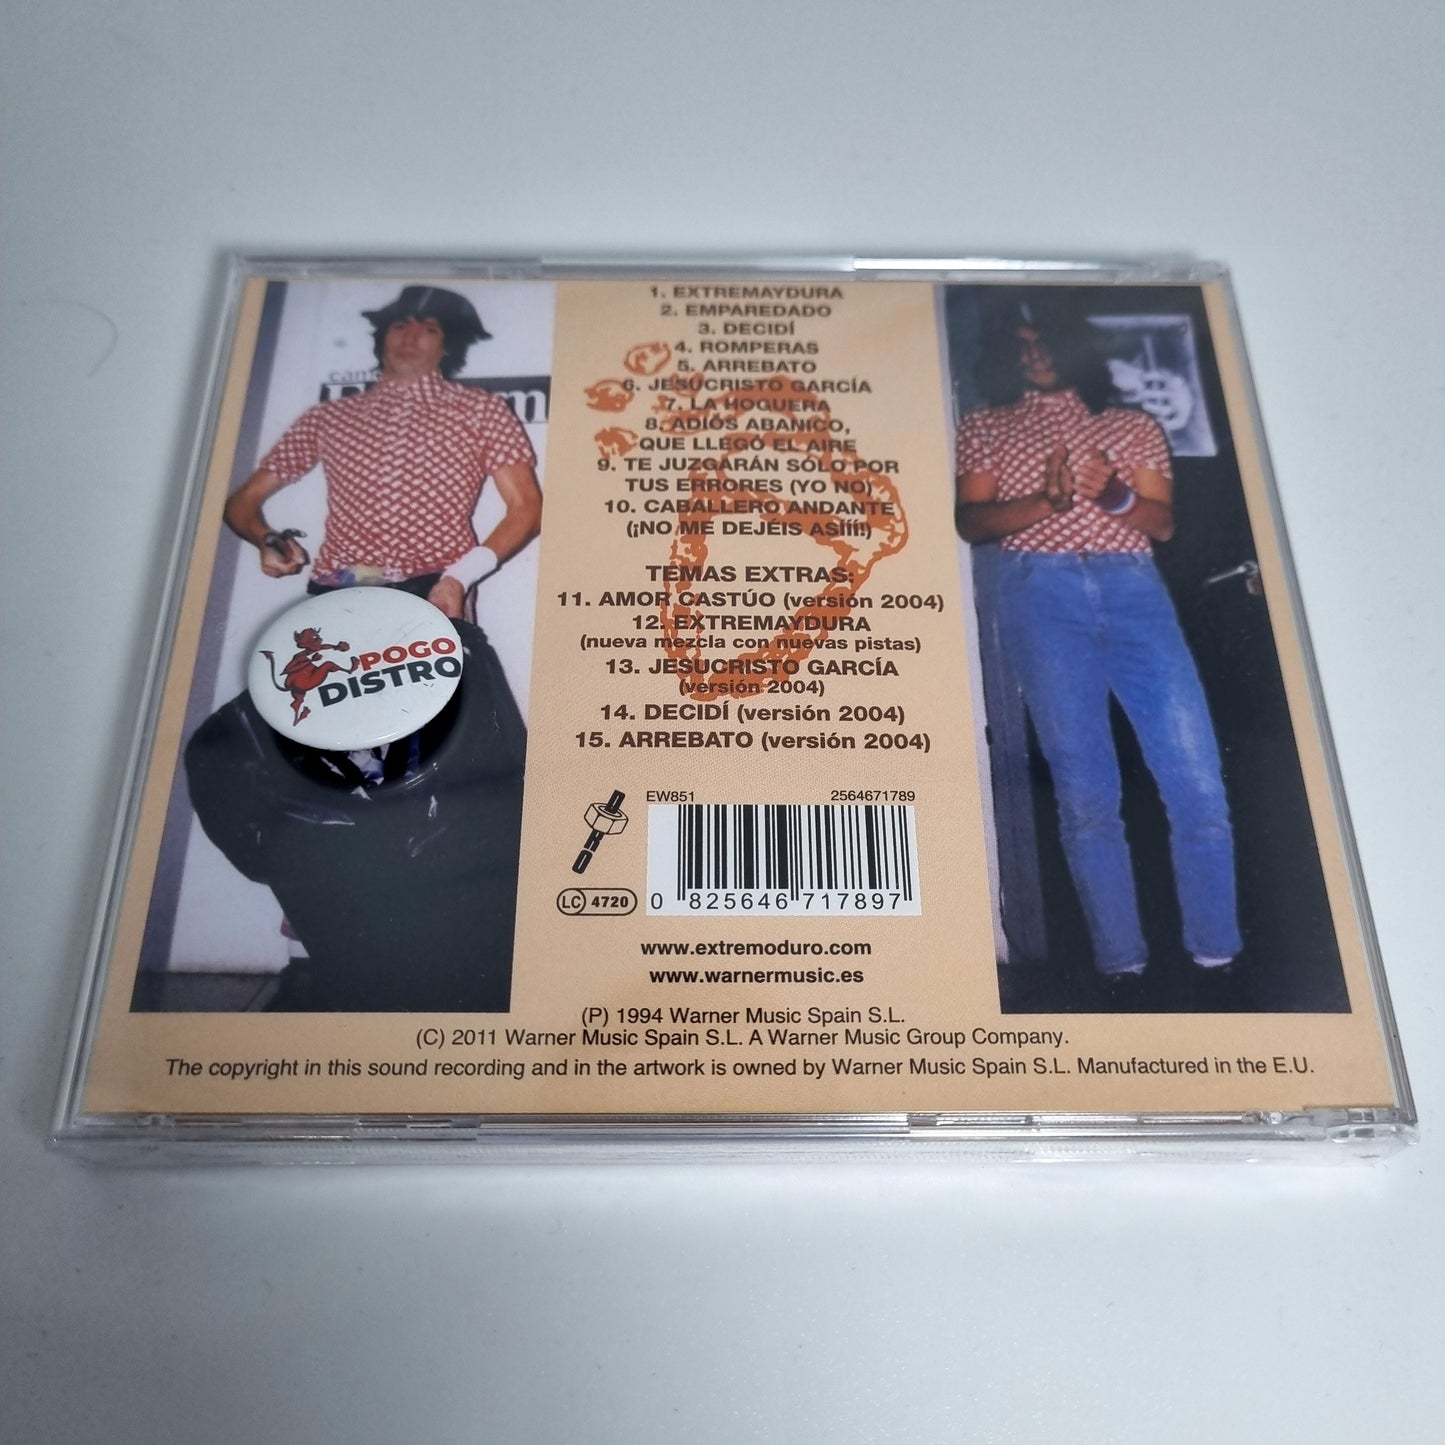 1. EXTREMAYDURA
2. EMPAREDADO
3. DECIDÍ
4. ROMPERAS
5. ARREBATO
6. JESUCRISTO GARCÍA
7. LA HOGUERA
8. ADIÓS ABANICO,
QUE LLEGÓ EL AIRE
9. TE JUZGARÁN SÓLO POR
TUS ERRORES (YO NO)
10. CABALLERO ANDANTE
(¡NO ME DEJÉIS ASÍÍÍ!)
TEMAS EXTRAS:
11. AMOR CASTÚO (versión 2004)
12. EXTREMAYDURA
(nueva mezcla con nuevas pistas)
13. JESUCRISTO GARCÍA
(versión 2004)
14. DECIDÍ (versión 2004)
15. ARREBATO (versión 2004)
POGO
DISTRO
EW851 2564671789
DRO
LC 4720
0 825646 717897
www.extremoduro.com
www.warnermusic.es
(P) 1994 Warner Music Spain S.L.
(C) 2011 Warner Music Spain S.L. A Warner Music Group Company.
The copyright in this sound recording and in the artwork is owned by Warner Music Spain S.L. Manufactured in the E.U.